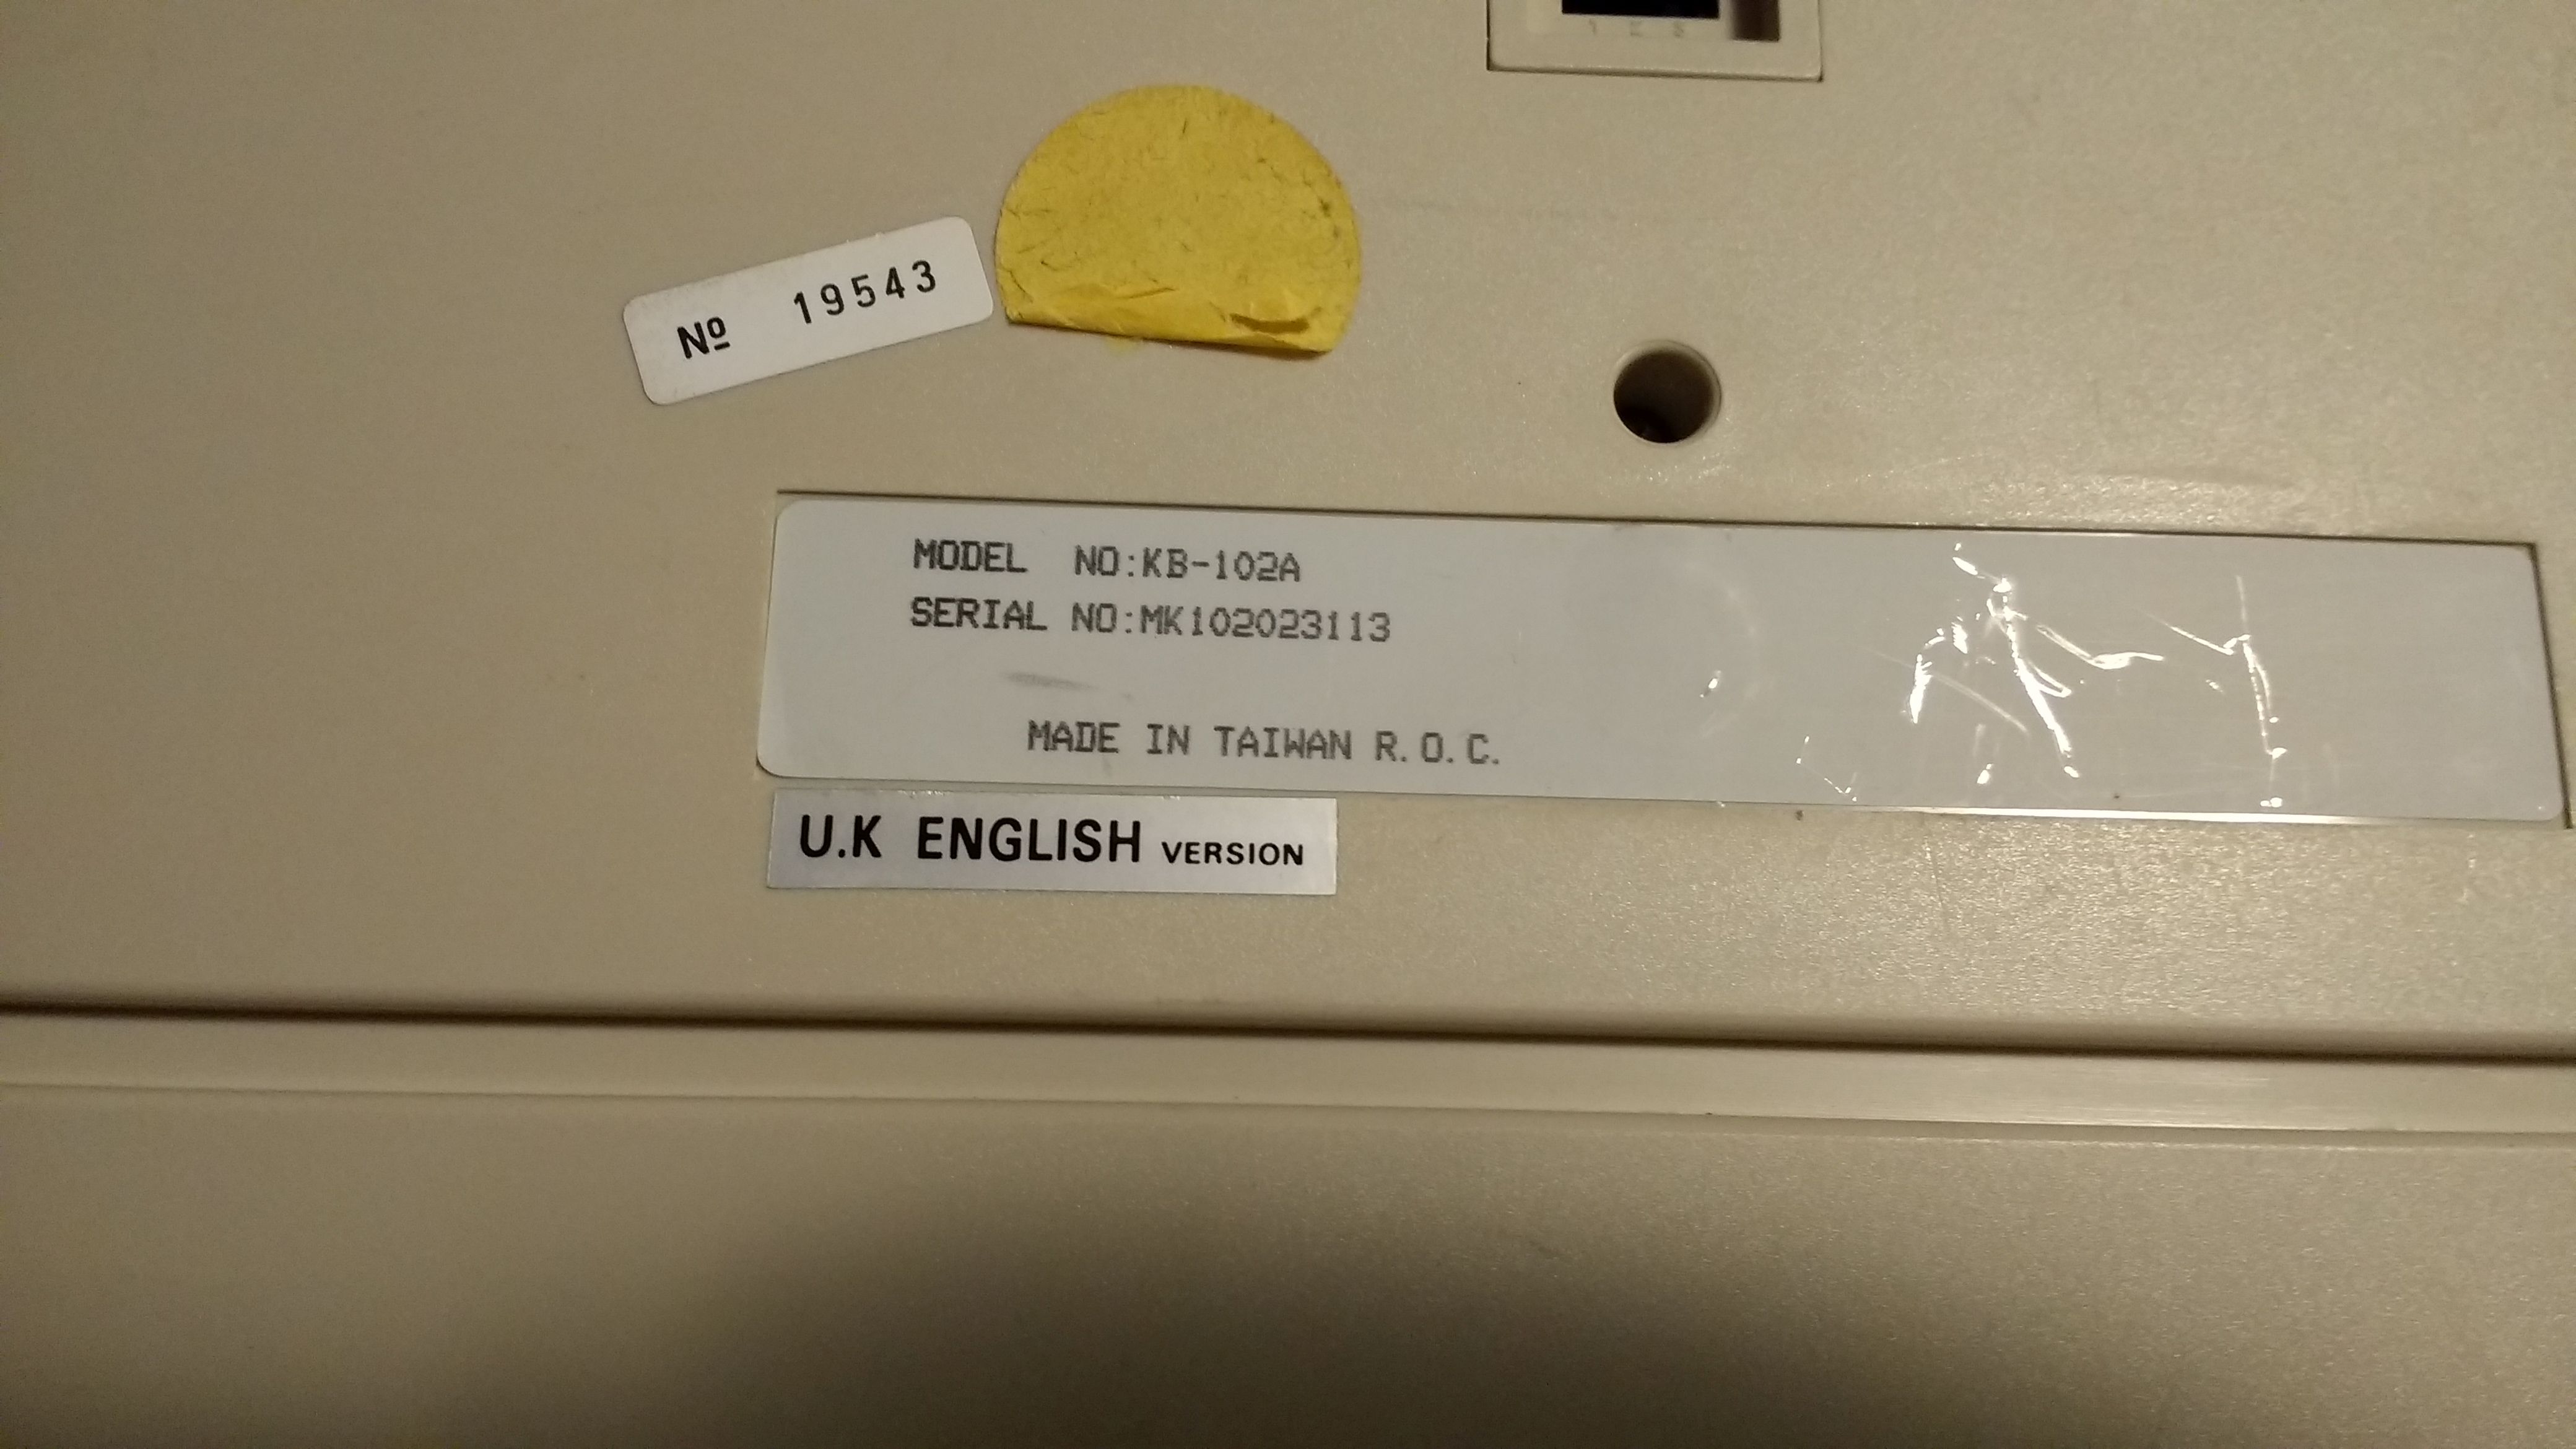 Nº 19543
MODEL NO:KB-102A
SERIAL NO:MK102023113
MADE IN TAIWAN R.O.C.
U.K ENGLISH VERSION